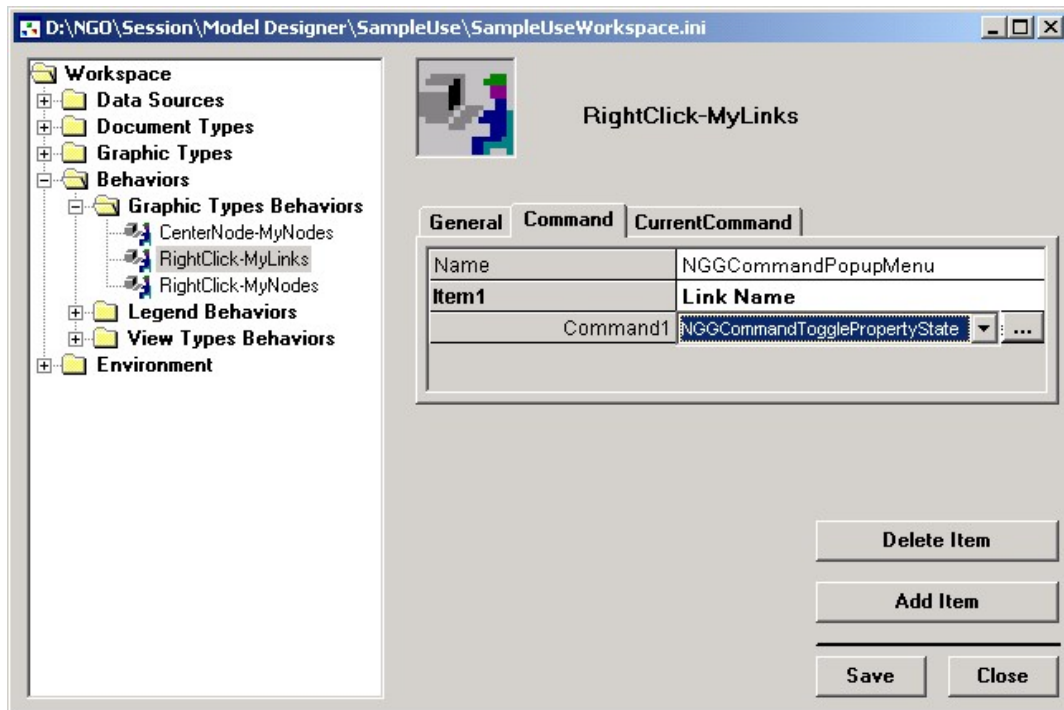 D:\NGO\Session\Model Designer\SampleUse\SampleUseWorkspace.ini
Workspace
Data Sources
Document Types
Graphic Types
Behaviors
Graphic Types Behaviors
CenterNode-MyNodes
RightClick-MyLinks
RightClick-MyNodes
Legend Behaviors
View Types Behaviors
Environment
RightClick-MyLinks
General Command CurrentCommand
Name NGGCommandPopupMenu
Item1 Link Name
Command1 NGGCommandTogglePropertyState ...
Delete Item
Add Item
Save Close